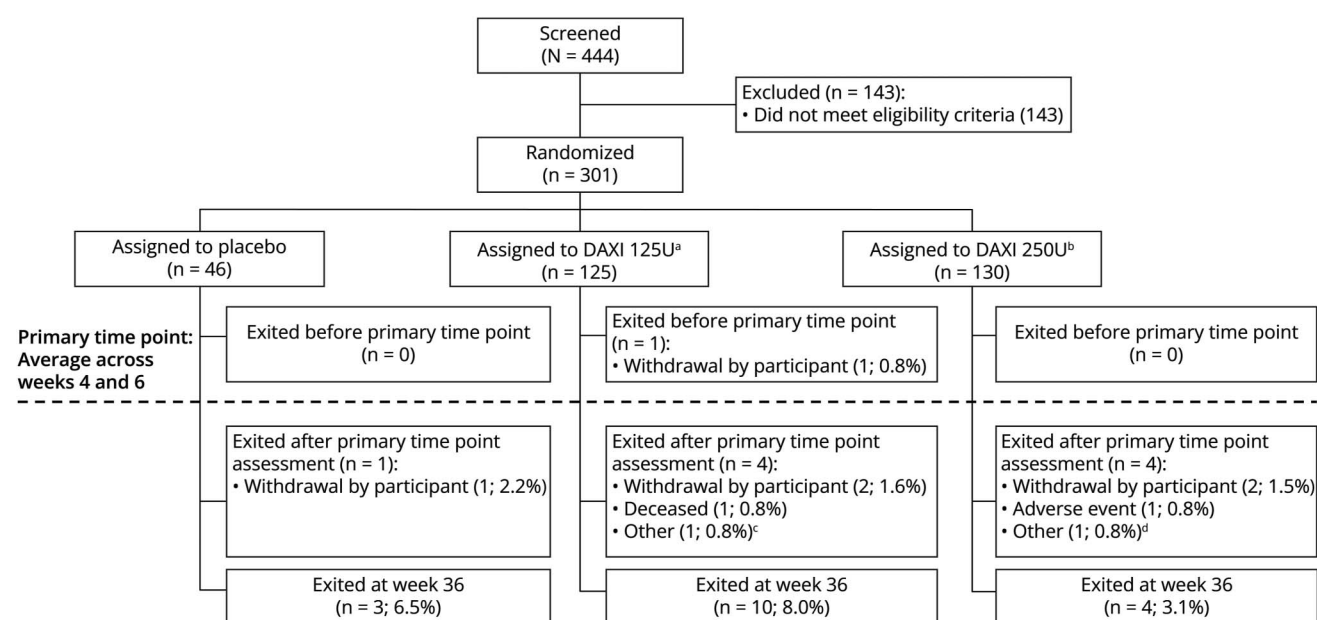 Screened
(N = 444)
Excluded (n = 143):
• Did not meet eligibility criteria (143)
Randomized
(n = 301)
Assigned to placebo
(n = 46)
Assigned to DAXI 125Uᵃ
(n = 125)
Assigned to DAXI 250Uᵇ
(n = 130)
Primary time point:
Average across
weeks 4 and 6
Exited before primary time point
(n = 0)
Exited before primary time point
(n = 1):
• Withdrawal by participant (1; 0.8%)
Exited before primary time point
(n = 0)
Exited after primary time point
assessment (n = 1):
• Withdrawal by participant (1; 2.2%)
Exited after primary time point
assessment (n = 4):
• Withdrawal by participant (2; 1.6%)
• Deceased (1; 0.8%)
• Other (1; 0.8%)ᶜ
Exited after primary time point
assessment (n = 4):
• Withdrawal by participant (2; 1.5%)
• Adverse event (1; 0.8%)
• Other (1; 0.8%)ᵈ
Exited at week 36
(n = 3; 6.5%)
Exited at week 36
(n = 10; 8.0%)
Exited at week 36
(n = 4; 3.1%)